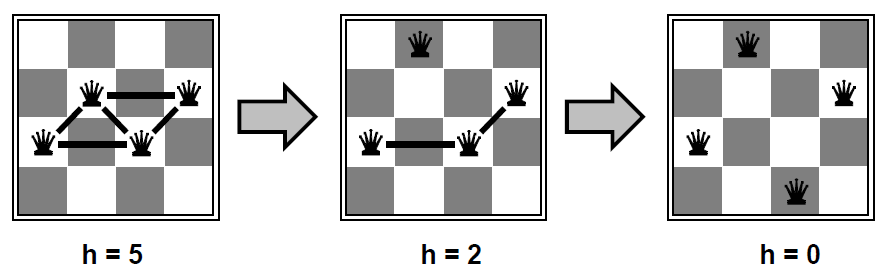 h = 5 h = 2 h = 0